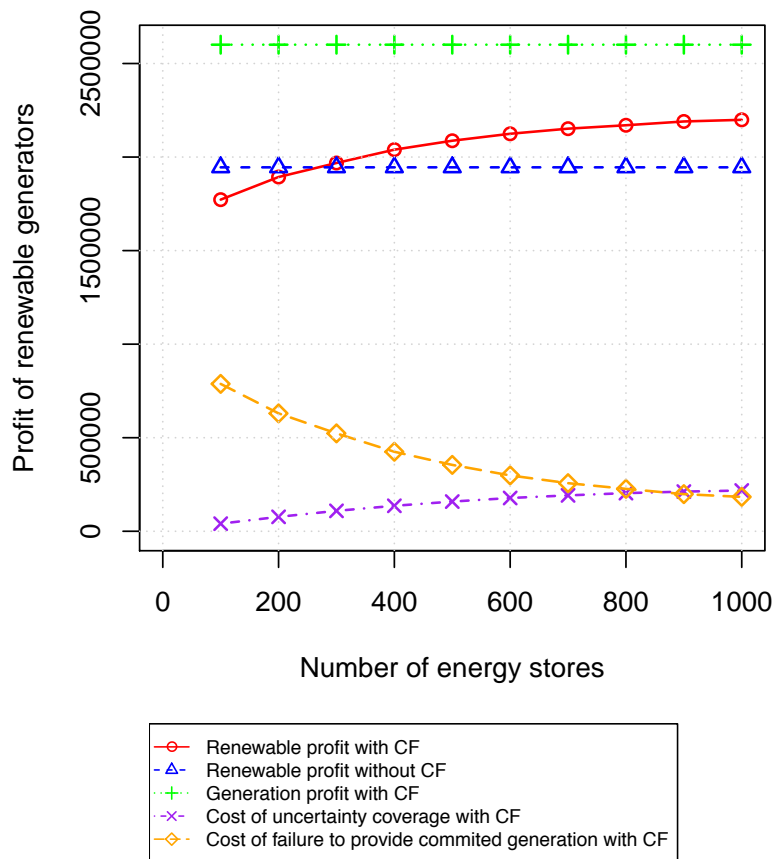 Profit of renewable generators
2500000
1500000
500000
0
0 200 400 600 800 1000
Number of energy stores
Renewable profit with CF
Renewable profit without CF
Generation profit with CF
Cost of uncertainty coverage with CF
Cost of failure to provide commited generation with CF